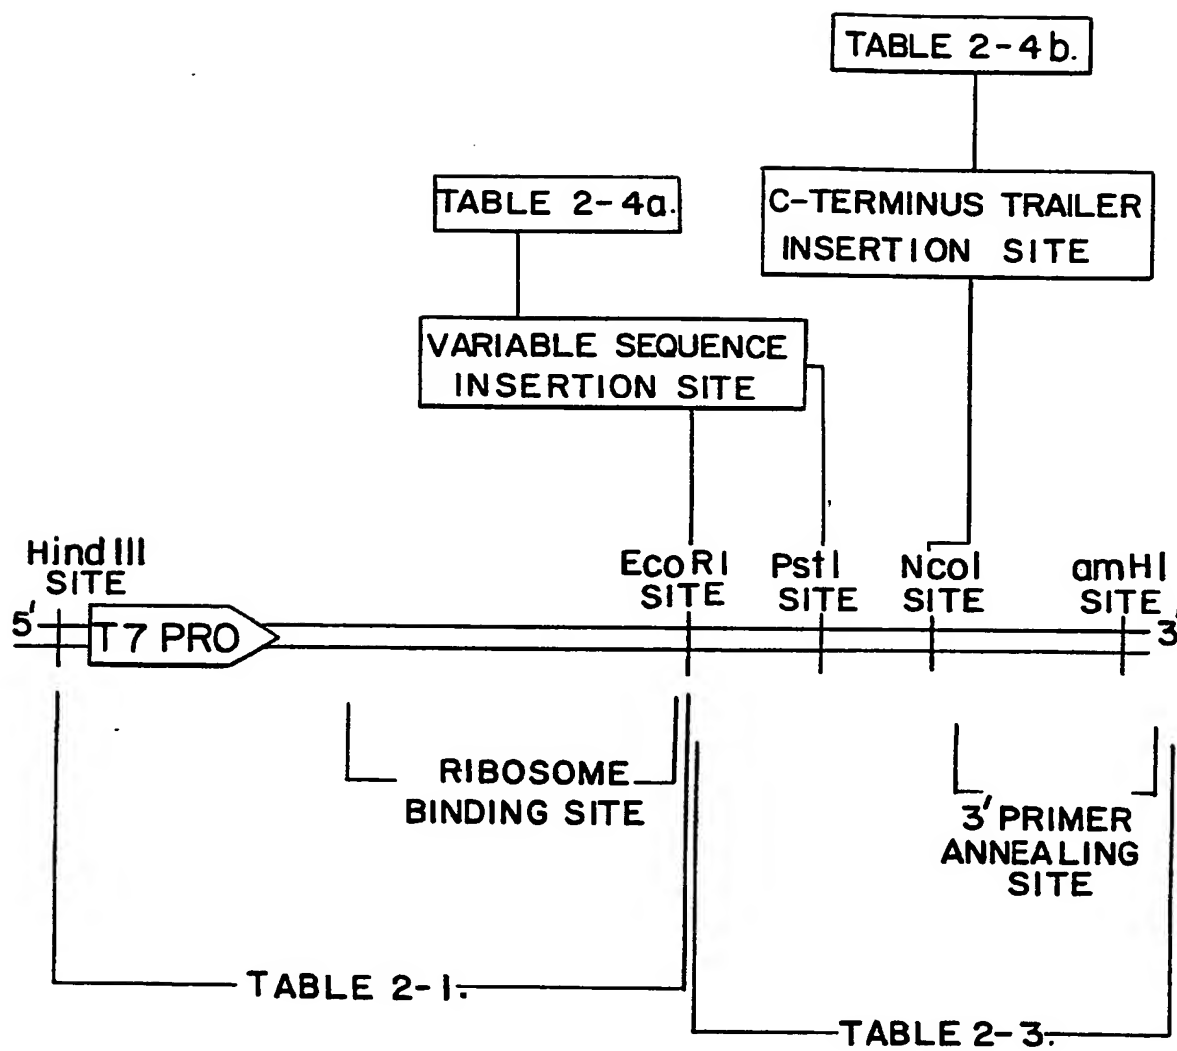 TABLE 2-4b.
C-TERMINUS TRAILER
INSERTION SITE
TABLE 2-4a.
VARIABLE SEQUENCE
INSERTION SITE
Hind III
SITE
EcoRI
SITE
PstI
SITE
NcoI
SITE
amHI
SITE
5'
T7 PRO
3'
RIBOSOME
BINDING SITE
3' PRIMER
ANNEALING
SITE
TABLE 2-1.
TABLE 2-3.